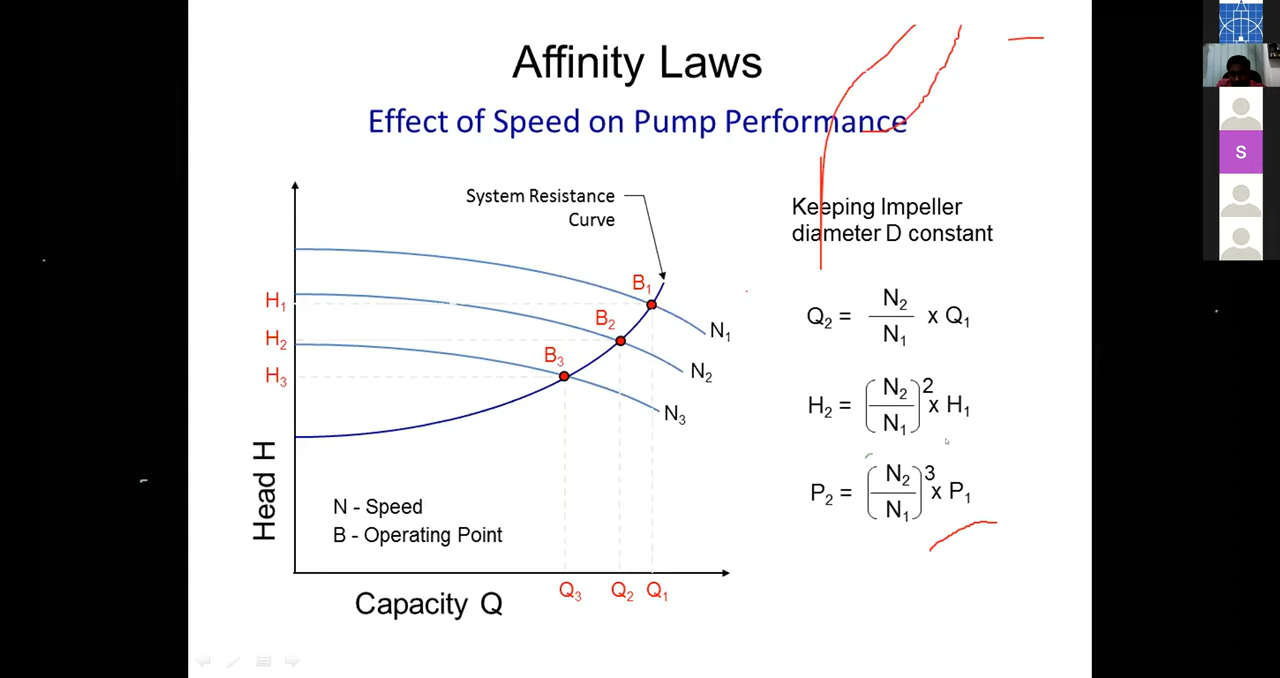 Affinity Laws
Effect of Speed on Pump Performance
System Resistance
Curve
Keeping Impeller
diameter D constant
H₁
H₂
H₃
B₁
B₂
B₃
N₁
N₂
N₃
Q₂ = N₂/N₁ x Q₁
H₂ = (N₂/N₁)² x H₁
P₂ = (N₂/N₁)³ x P₁
Head H
N - Speed
B - Operating Point
Q₃ Q₂ Q₁
Capacity Q
S